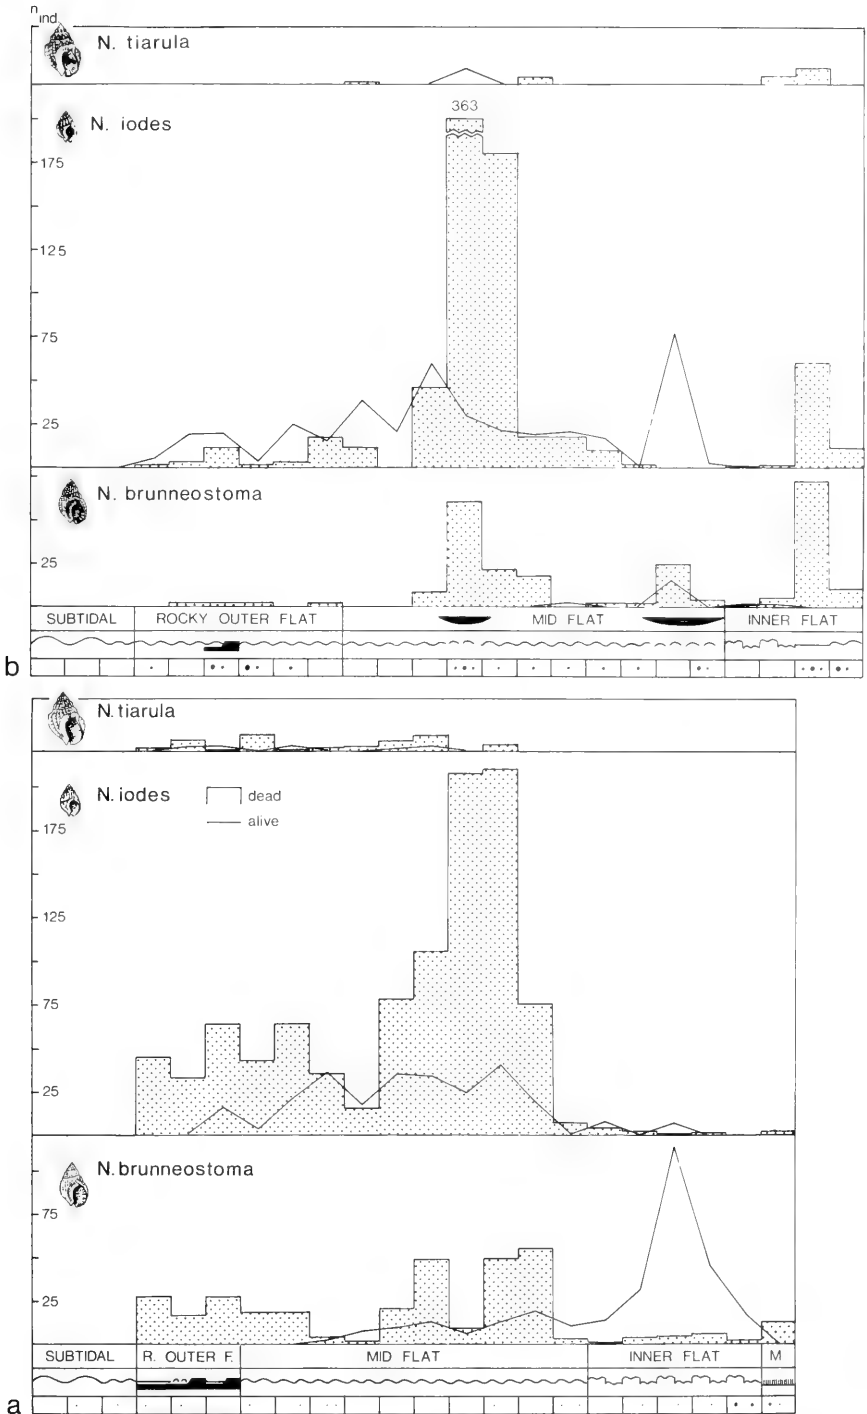 n
ind.
N. tiarula
363
N. iodes
175
125
75
25
N. brunneostoma
25
SUBTIDAL ROCKY OUTER FLAT MID FLAT INNER FLAT
b
N. tiarula
N. iodes
dead
alive
175
125
75
25
N. brunneostoma
75
25
SUBTIDAL R. OUTER F. MID FLAT INNER FLAT M
a